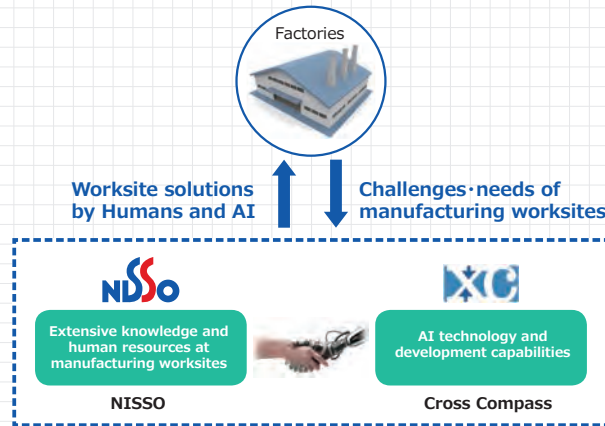 Factories
Worksite solutions
by Humans and AI
Challenges･needs of
manufacturing worksites
NISSO
XC
Extensive knowledge and
human resources at
manufacturing worksites
AI technology and
development capabilities
NISSO
Cross Compass